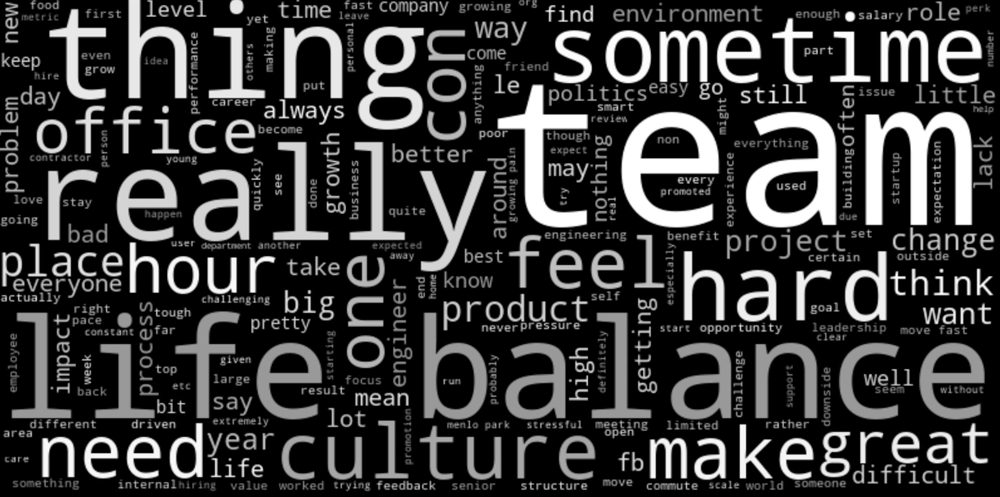 food
metric
new
first
level
yet
time
fast
leave
company
growing
org
find
environment
enough
salary
role
perk
thing
sometime
way
con
come
friend
part
number
keep
even
grow
idea
hire
performance
others
making
personal
put
anything
le
day
career
always
politics
easy
go
still
often
issue
little
help
smart
review
might
team
problem
office
become
poor
though
expect
non
everything
lack
contractor
person
young
better
may
nothing
every
promoted
used
experience
building
startup
expectation
really
quickly
see
done
growth
business
quite
around
growing pain
try
real
due
love
stay
happen
going
bad
user
department
another
expected
away
best
engineering
benefit
project
set
change
certain
outside
place
hour
take
one
feel
especially
hard
think
everyone
know
end
home
actually
challenging
big
engineer
product
self
getting
goal
want
right
pace
constant
process
tough
far
pretty
never
pressure
start
opportunity
leadership
clear
move fast
life balance
employee
impact
week
back
top
etc
given
large
starting
result
focus
run
probably
high
definitely
challenge
support
downside
well
seem
without
bit
say
mean
lot
different
driven
extremely
promotion
menlo park
stressful
meeting
open
limited
rather
area
need
year
culture
make
great
care
life
fb
difficult
something
internal
hiring
value
worked
trying
feedback
senior
structure
move
commute
scale
world
someone